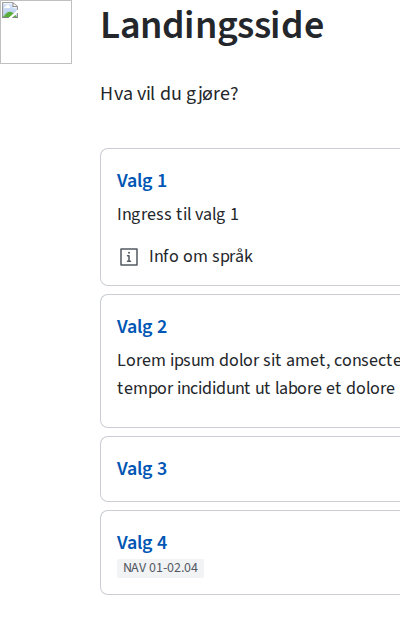 Landingsside
Hva vil du gjøre?
Valg 1
Ingress til valg 1
Info om språk
Valg 2
Lorem ipsum dolor sit amet, consecte
tempor incididunt ut labore et dolore
Valg 3
Valg 4
NAV 01-02.04